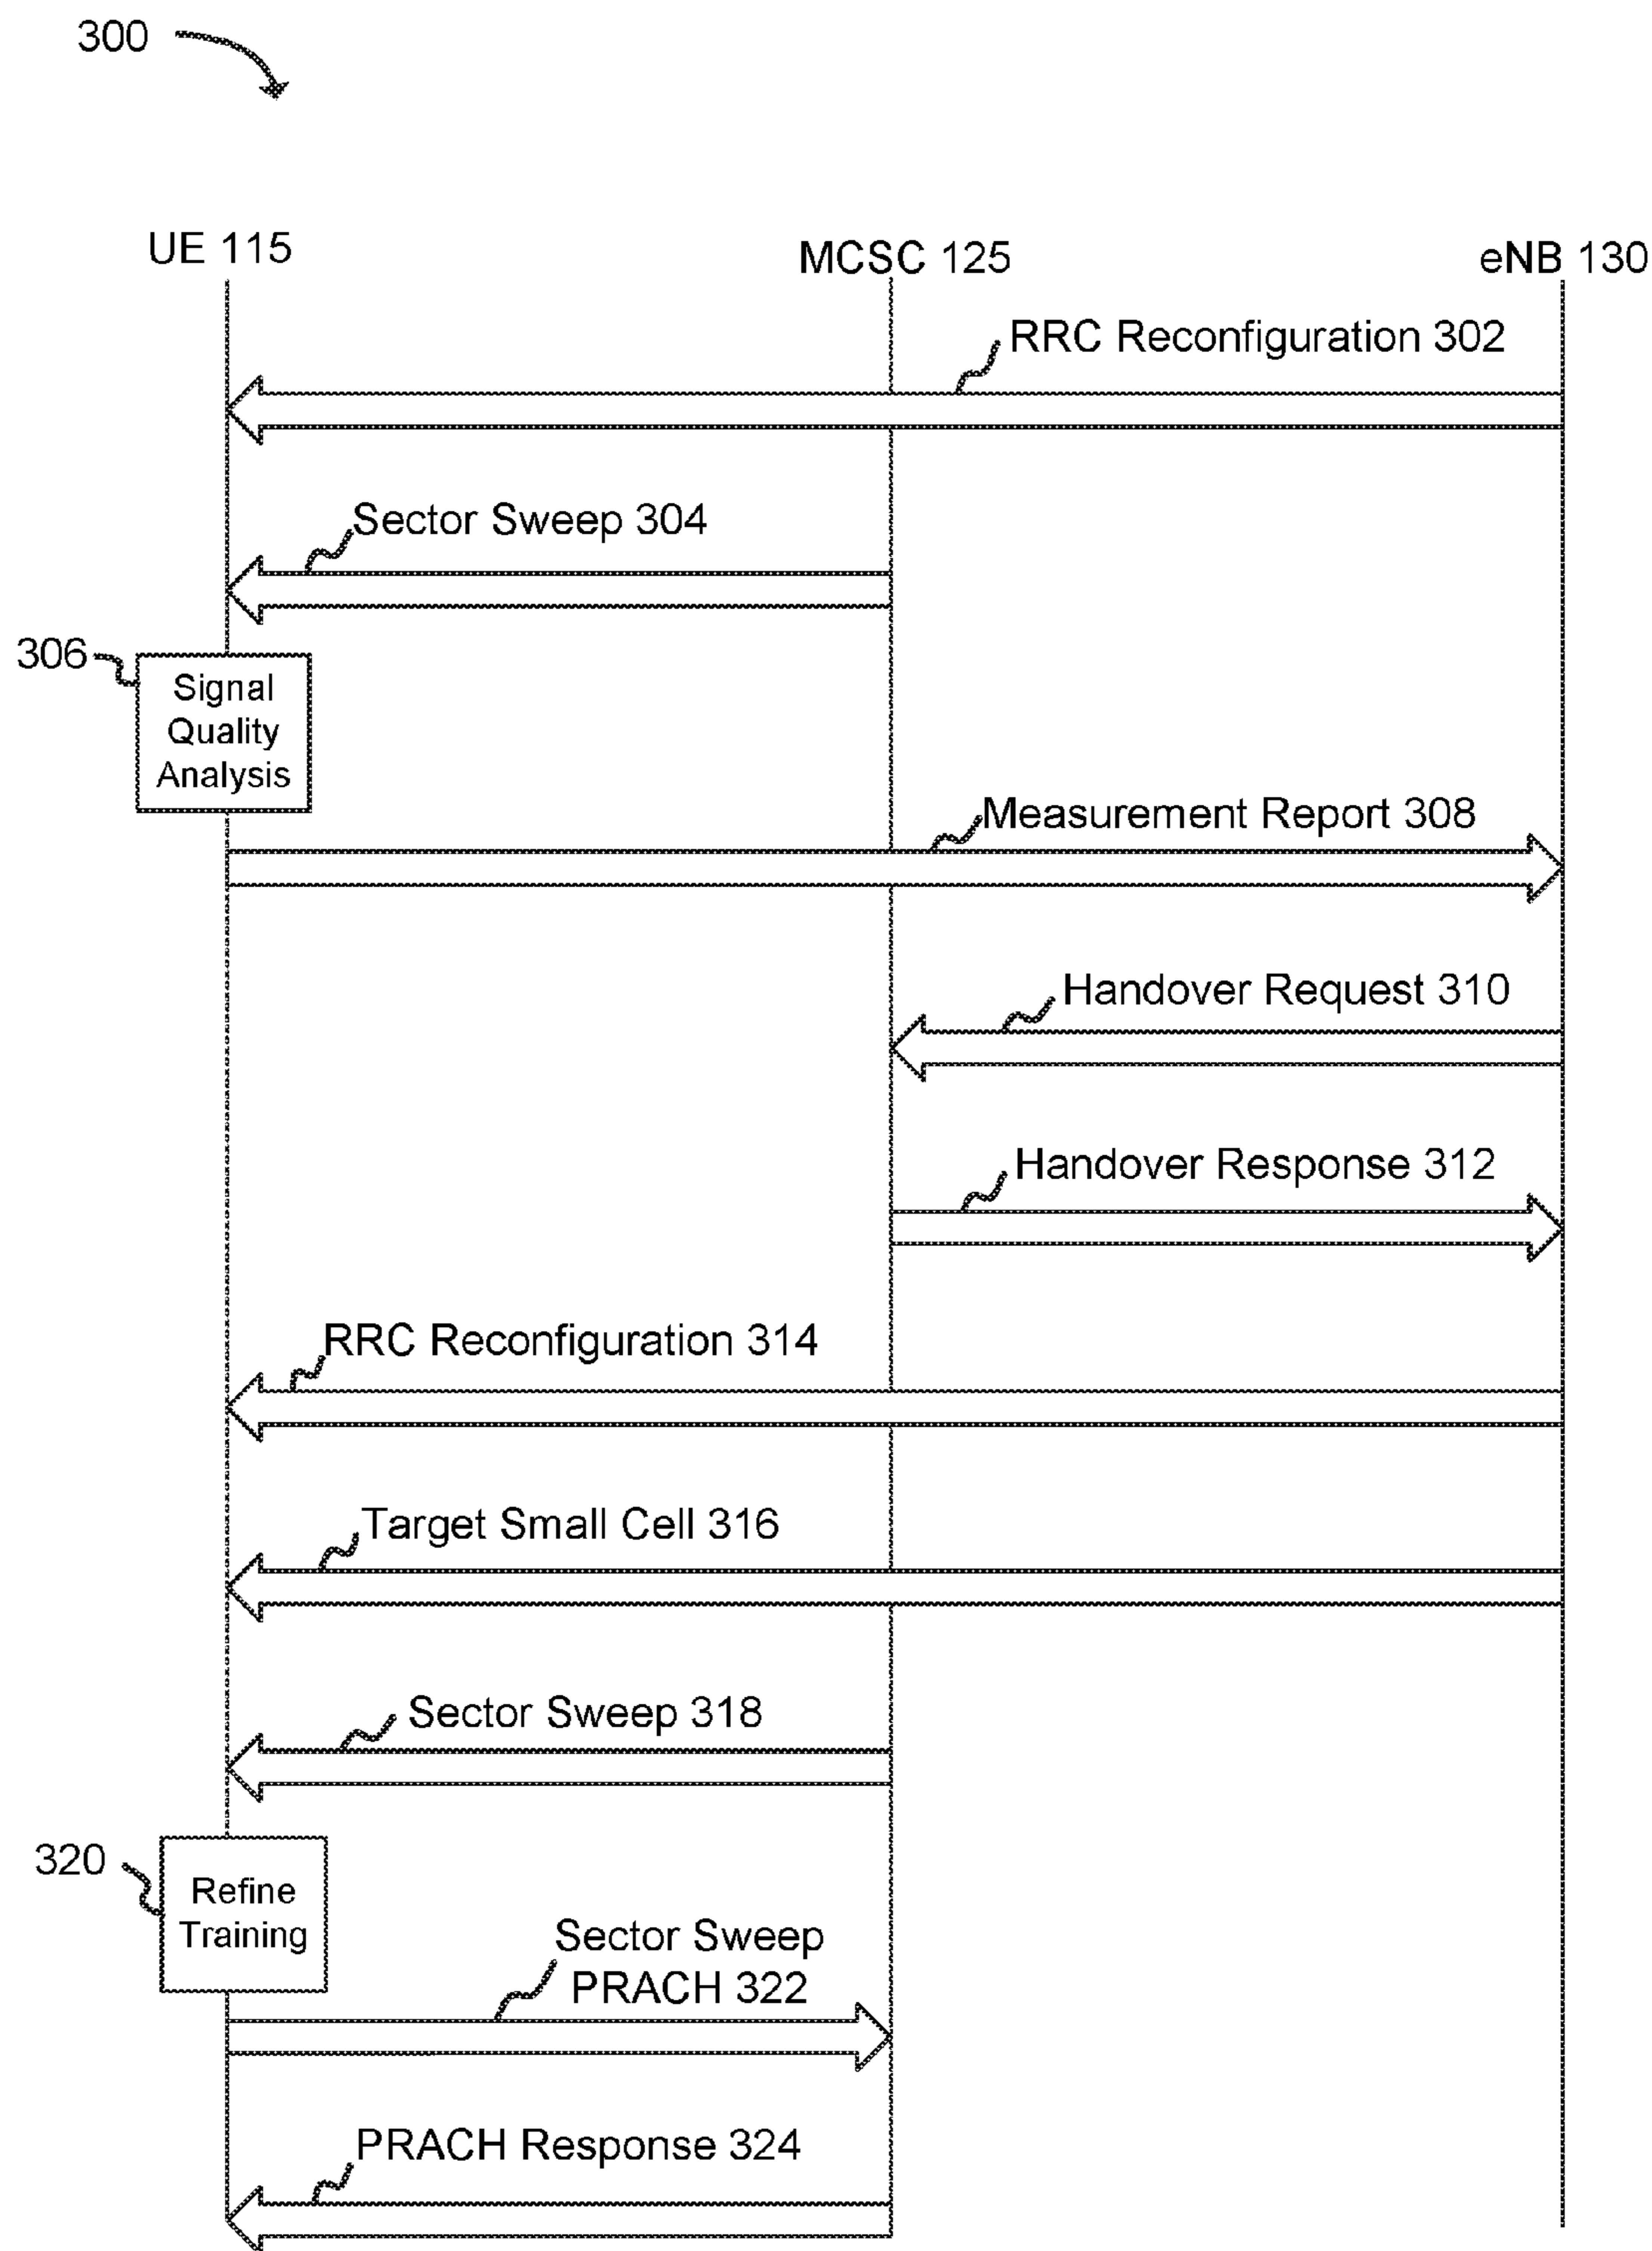 300
UE 115
MCSC 125
eNB 130
RRC Reconfiguration 302
Sector Sweep 304
306
Signal
Quality
Analysis
Measurement Report 308
Handover Request 310
Handover Response 312
RRC Reconfiguration 314
Target Small Cell 316
Sector Sweep 318
320
Refine
Training
Sector Sweep
PRACH 322
PRACH Response 324